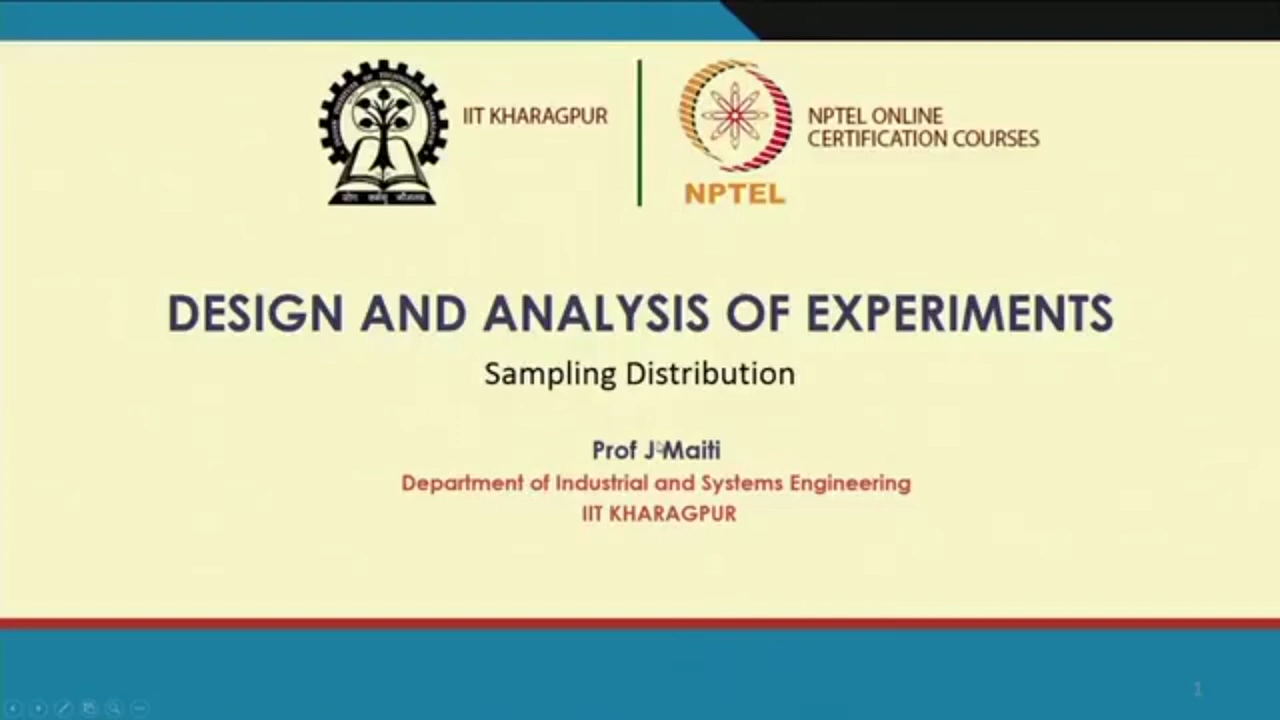 IIT KHARAGPUR
NPTEL ONLINE
CERTIFICATION COURSES
NPTEL
DESIGN AND ANALYSIS OF EXPERIMENTS
Sampling Distribution
Prof J Maiti
Department of Industrial and Systems Engineering
IIT KHARAGPUR
1